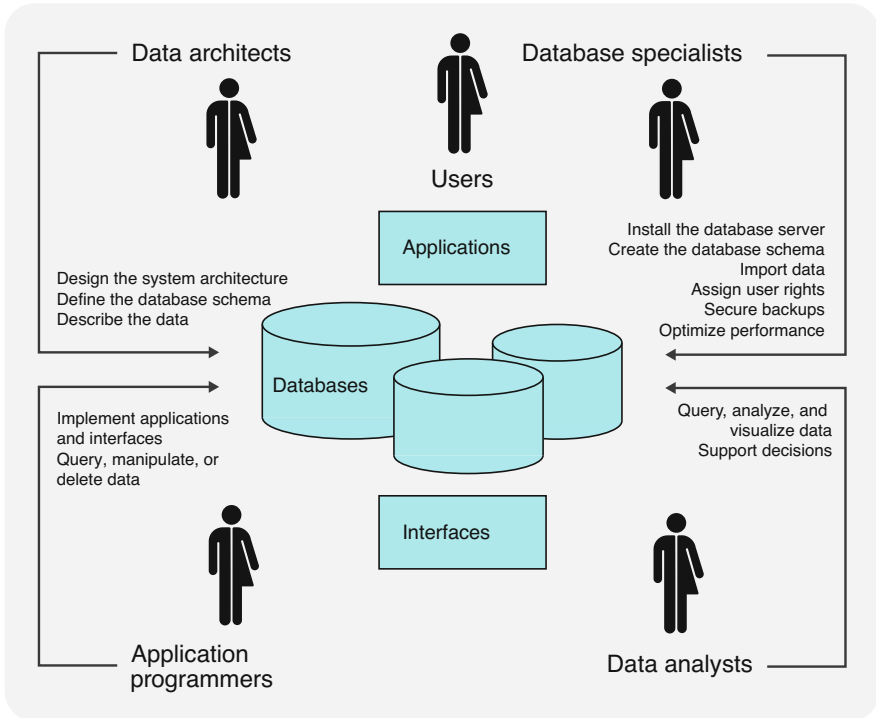 Data architects
Users
Database specialists
Applications
Design the system architecture
Define the database schema
Describe the data
Install the database server
Create the database schema
Import data
Assign user rights
Secure backups
Optimize performance
Databases
Implement applications
and interfaces
Query, manipulate, or
delete data
Query, analyze, and
visualize data
Support decisions
Interfaces
Application
programmers
Data analysts